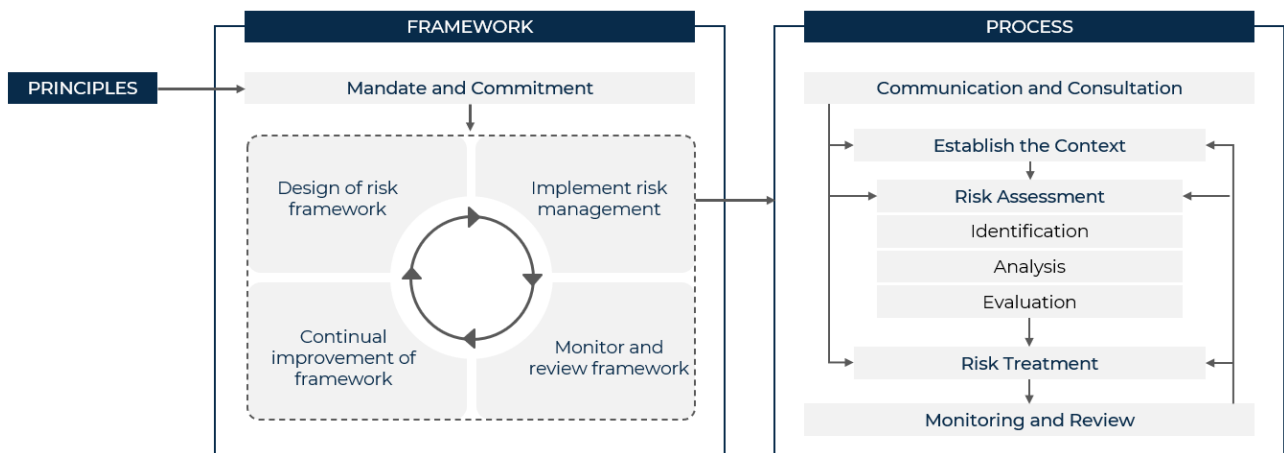 PRINCIPLES
FRAMEWORK
Mandate and Commitment
Design of risk
framework
Implement risk
management
Continual
improvement of
framework
Monitor and
review framework
PROCESS
Communication and Consultation
Establish the Context
Risk Assessment
Identification
Analysis
Evaluation
Risk Treatment
Monitoring and Review